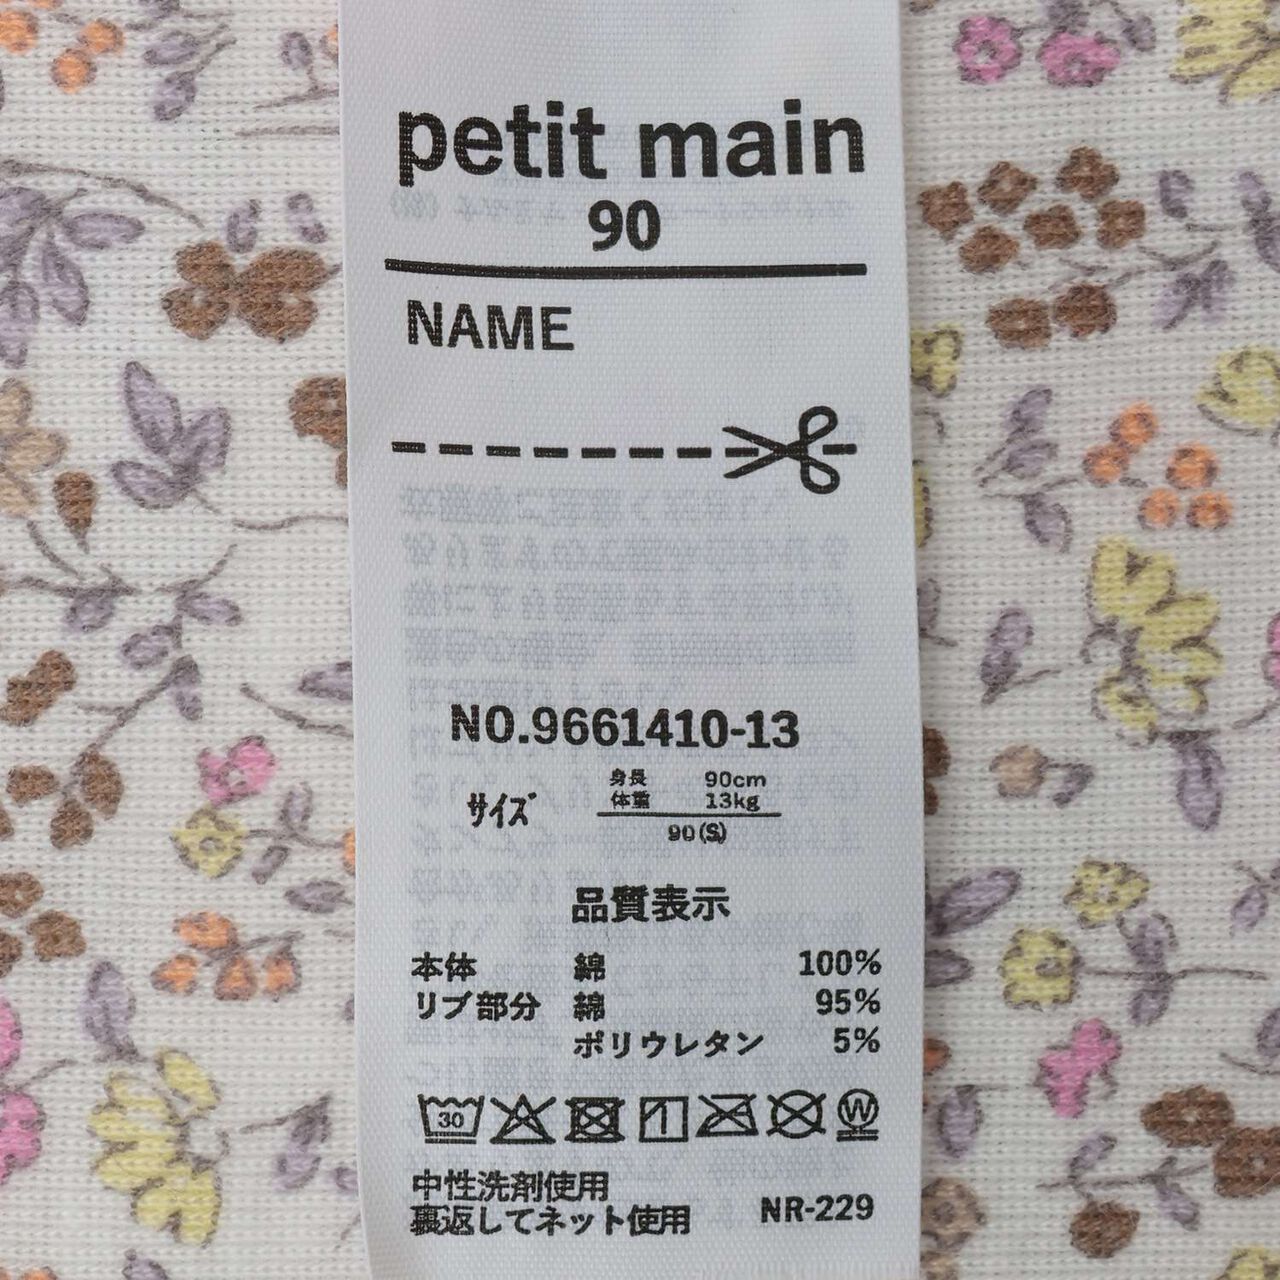 petit main
90
NAME
NO.9661410-13
サイズ
身長 90cm
体重 13kg
90(S)
品質表示
本体 綿 100%
リブ部分 綿 95%
ポリウレタン 5%
30
W
中性洗剤使用
裏返してネット使用 NR-229